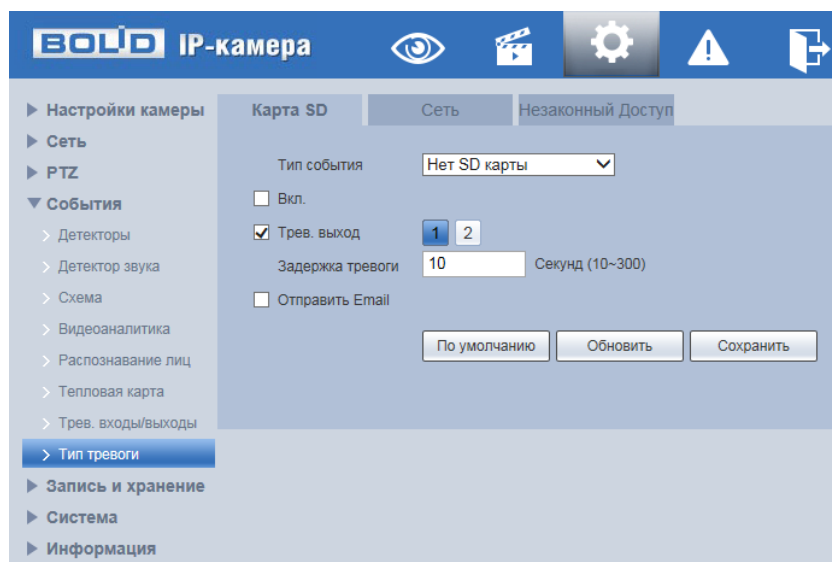 BOLID IP-камера
Настройки камеры
Сеть
PTZ
События
Детекторы
Детектор звука
Схема
Видеоаналитика
Распознавание лиц
Тепловая карта
Трев. входы/выходы
Тип тревоги
Запись и хранение
Система
Информация
Карта SD Сеть Незаконный Доступ
Тип события Нет SD карты
Вкл.
Трев. выход 1 2
Задержка тревоги 10 Секунд (10~300)
Отправить Email
По умолчанию Обновить Сохранить